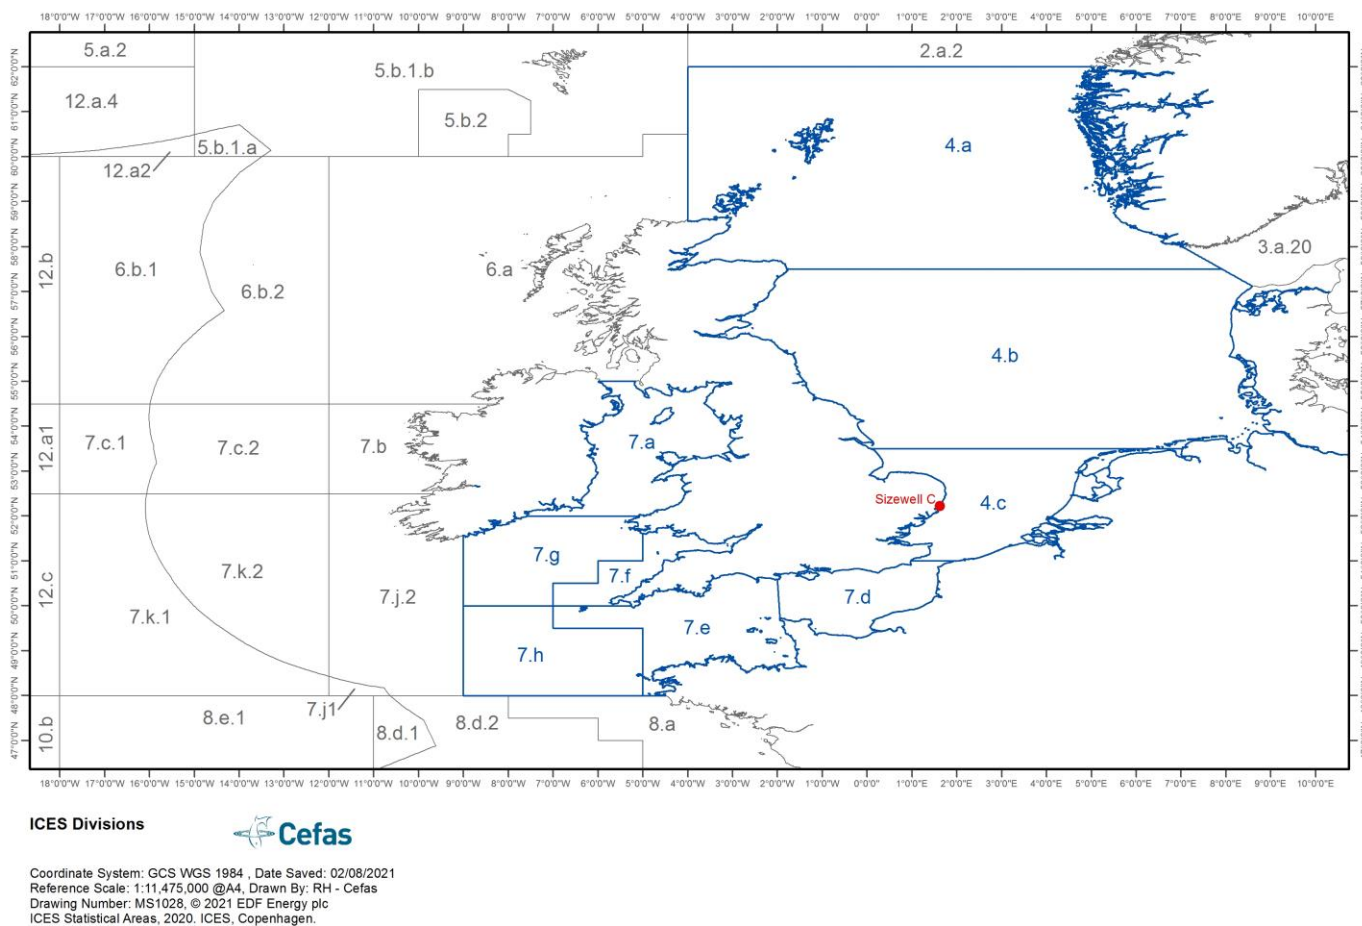 18°0'0"W 17°0'0"W 16°0'0"W 15°0'0"W 14°0'0"W 13°0'0"W 12°0'0"W 11°0'0"W 10°0'0"W 9°0'0"W 8°0'0"W 7°0'0"W 6°0'0"W 5°0'0"W 4°0'0"W 3°0'0"W 2°0'0"W 1°0'0"W 0°0'0" 1°0'0"E 2°0'0"E 3°0'0"E 4°0'0"E 5°0'0"E 6°0'0"E 7°0'0"E 8°0'0"E 9°0'0"E 10°0'0"E
62°0'0"N
61°0'0"N
60°0'0"N
59°0'0"N
58°0'0"N
57°0'0"N
56°0'0"N
55°0'0"N
54°0'0"N
53°0'0"N
52°0'0"N
51°0'0"N
50°0'0"N
49°0'0"N
48°0'0"N
47°0'0"N
5.a.2
2.a.2
5.b.1.b
12.a.4
5.b.2
5.b.1.a
4.a
12.a2
3.a.20
12.b
6.b.1
6.a
6.b.2
4.b
12.a1
7.c.1
7.c.2
7.b
7.a
Sizewell C
4.c
7.g
12.c
7.k.2
7.f
7.j.2
7.d
7.k.1
7.e
7.h
7.j1
8.e.1
10.b
8.d.1
8.d.2
8.a
18°0'0"W 17°0'0"W 16°0'0"W 15°0'0"W 14°0'0"W 13°0'0"W 12°0'0"W 11°0'0"W 10°0'0"W 9°0'0"W 8°0'0"W 7°0'0"W 6°0'0"W 5°0'0"W 4°0'0"W 3°0'0"W 2°0'0"W 1°0'0"W 0°0'0" 1°0'0"E 2°0'0"E 3°0'0"E 4°0'0"E 5°0'0"E 6°0'0"E 7°0'0"E 8°0'0"E 9°0'0"E 10°0'0"E
ICES Divisions
Cefas
Coordinate System: GCS WGS 1984 , Date Saved: 02/08/2021
Reference Scale: 1:11,475,000 @A4, Drawn By: RH - Cefas
Drawing Number: MS1028, © 2021 EDF Energy plc
ICES Statistical Areas, 2020. ICES, Copenhagen.